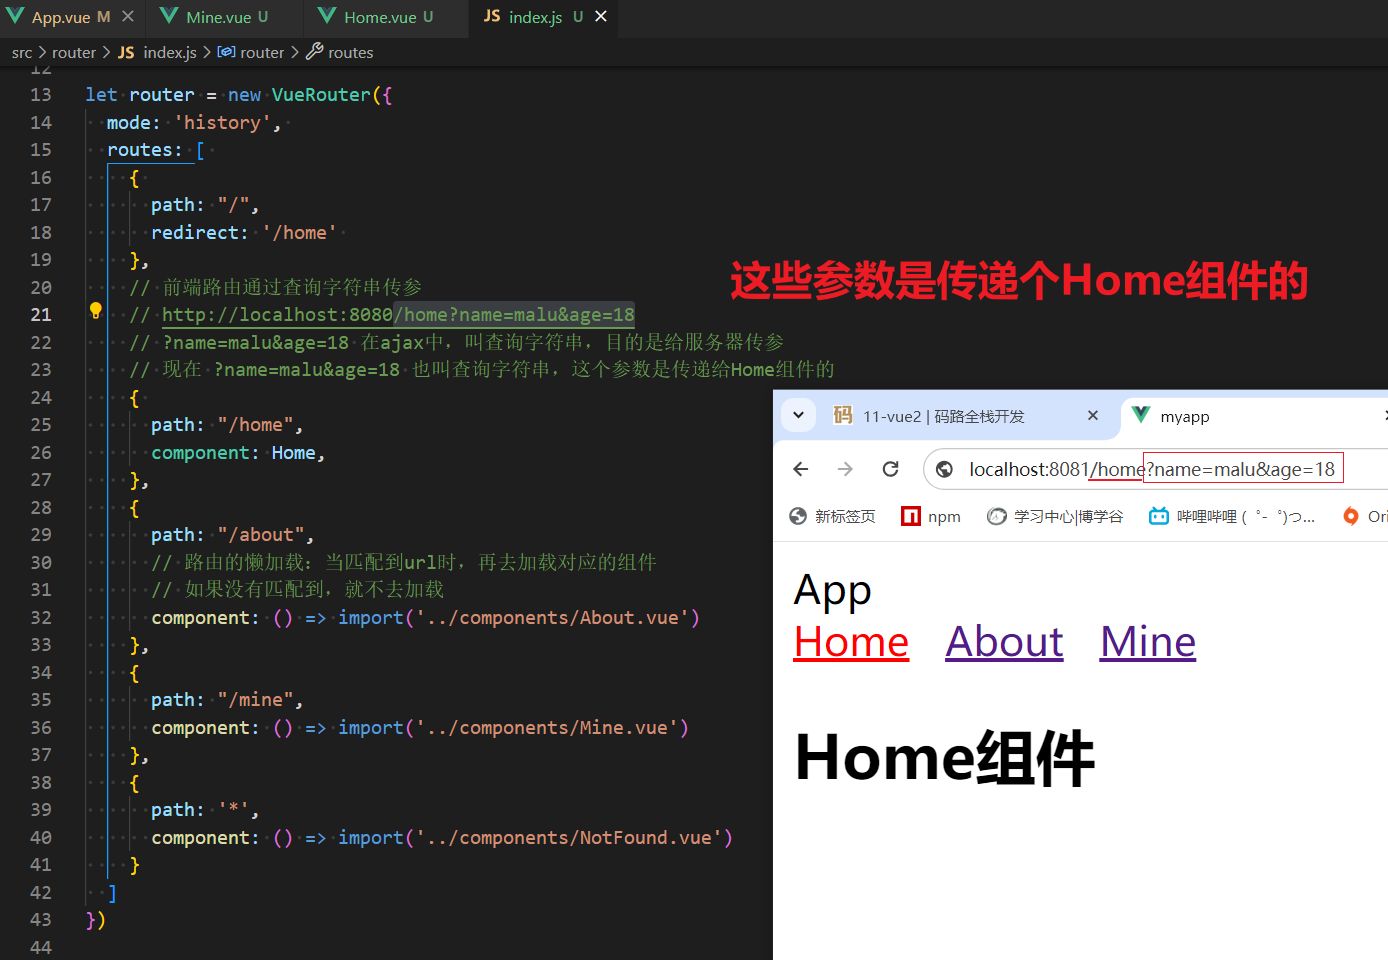 App.vue M
Mine.vue U
Home.vue U
JS index.js U
src > router > JS index.js > router > routes
12
13 let router = new VueRouter({
14 mode: 'history',
15 routes: [
16 {
17 path: "/",
18 redirect: '/home'
19 },
20 // 前端路由通过查询字符串传参
21 // http://localhost:8080/home?name=malu&age=18
22 // ?name=malu&age=18 在ajax中，叫查询字符串，目的是给服务器传参
23 // 现在 ?name=malu&age=18 也叫查询字符串，这个参数是传递给Home组件的
24 {
25 path: "/home",
26 component: Home,
27 },
28 {
29 path: "/about",
30 // 路由的懒加载：当匹配到url时，再去加载对应的组件
31 // 如果没有匹配到，就不去加载
32 component: () => import('../components/About.vue')
33 },
34 {
35 path: "/mine",
36 component: () => import('../components/Mine.vue')
37 },
38 {
39 path: '*',
40 component: () => import('../components/NotFound.vue')
41 }
42 ]
43 })
44
这些参数是传递个Home组件的
码 11-vue2 | 码路全栈开发
myapp
localhost:8081/home?name=malu&age=18
新标签页
npm
学习中心|博学谷
哔哩哔哩 (゜-゜)つ...
Ori
App
Home About Mine
Home组件